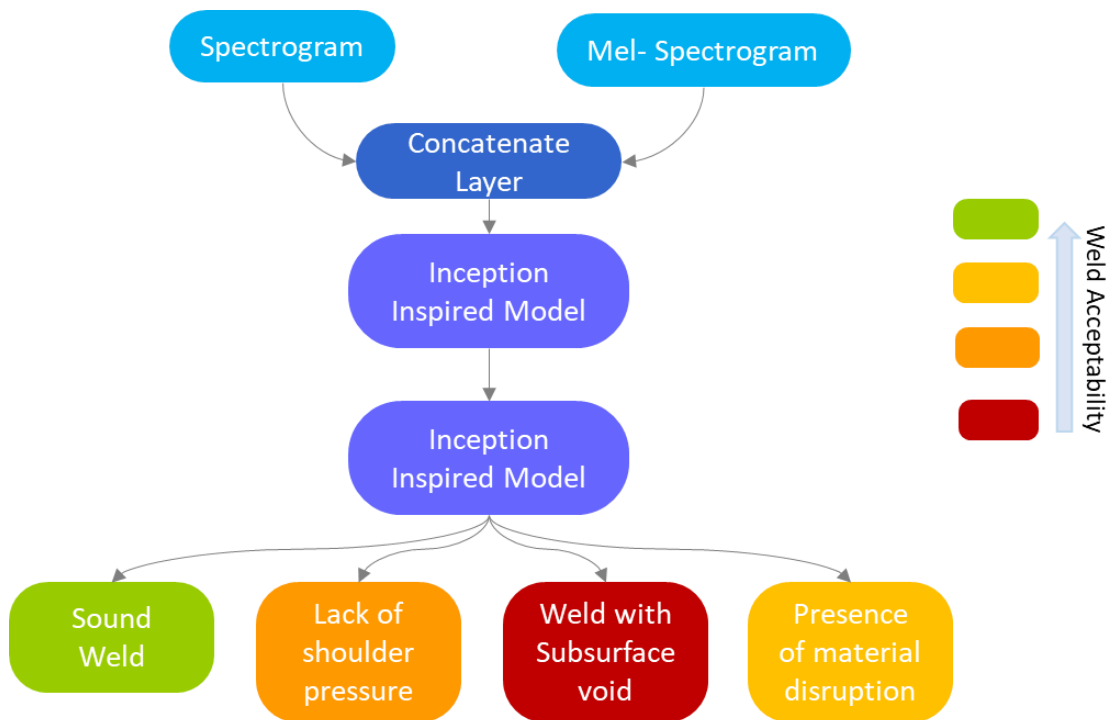 Spectrogram
Mel- Spectrogram
Concatenate
Layer
Inception
Inspired Model
Inception
Inspired Model
Sound
Weld
Lack of
shoulder
pressure
Weld with
Subsurface
void
Presence
of material
disruption
Weld Acceptability